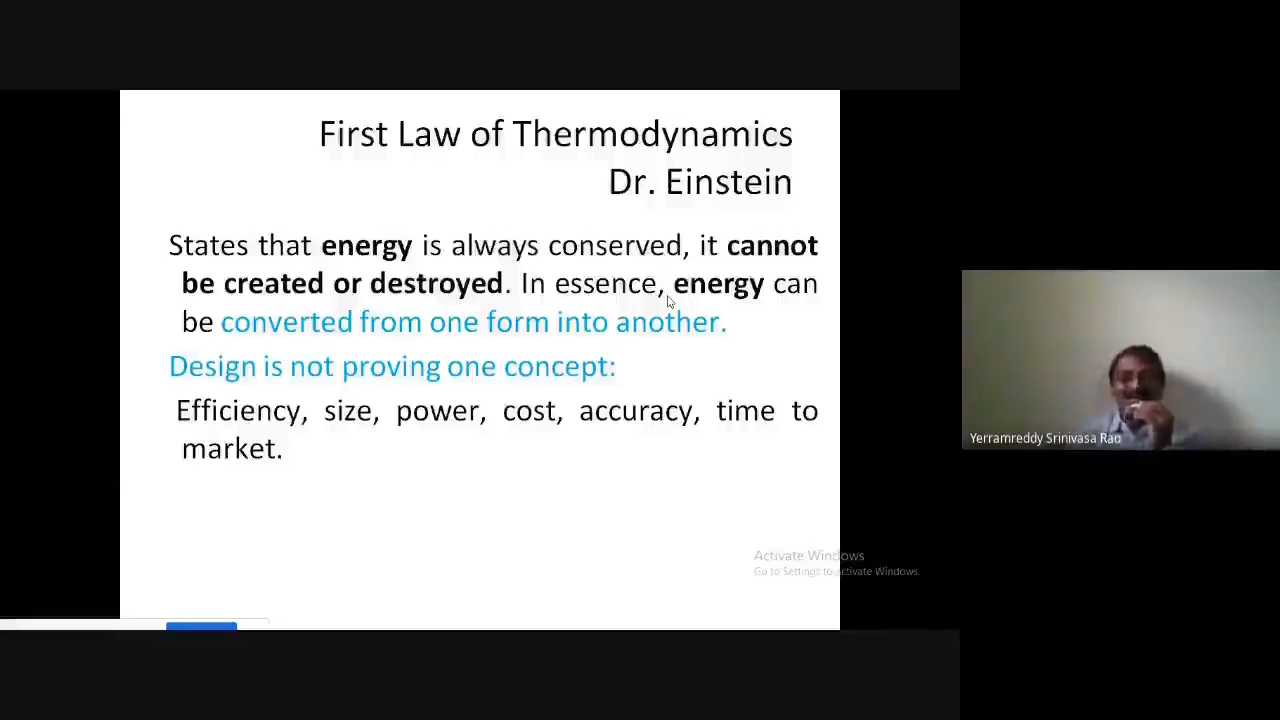 First Law of Thermodynamics
Dr. Einstein
States that energy is always conserved, it cannot
be created or destroyed. In essence, energy can
be converted from one form into another.
Design is not proving one concept:
Efficiency, size, power, cost, accuracy, time to
market.
Yerramreddy Srinivasa Rao
Activate Windows
Go to Settings to activate Windows.